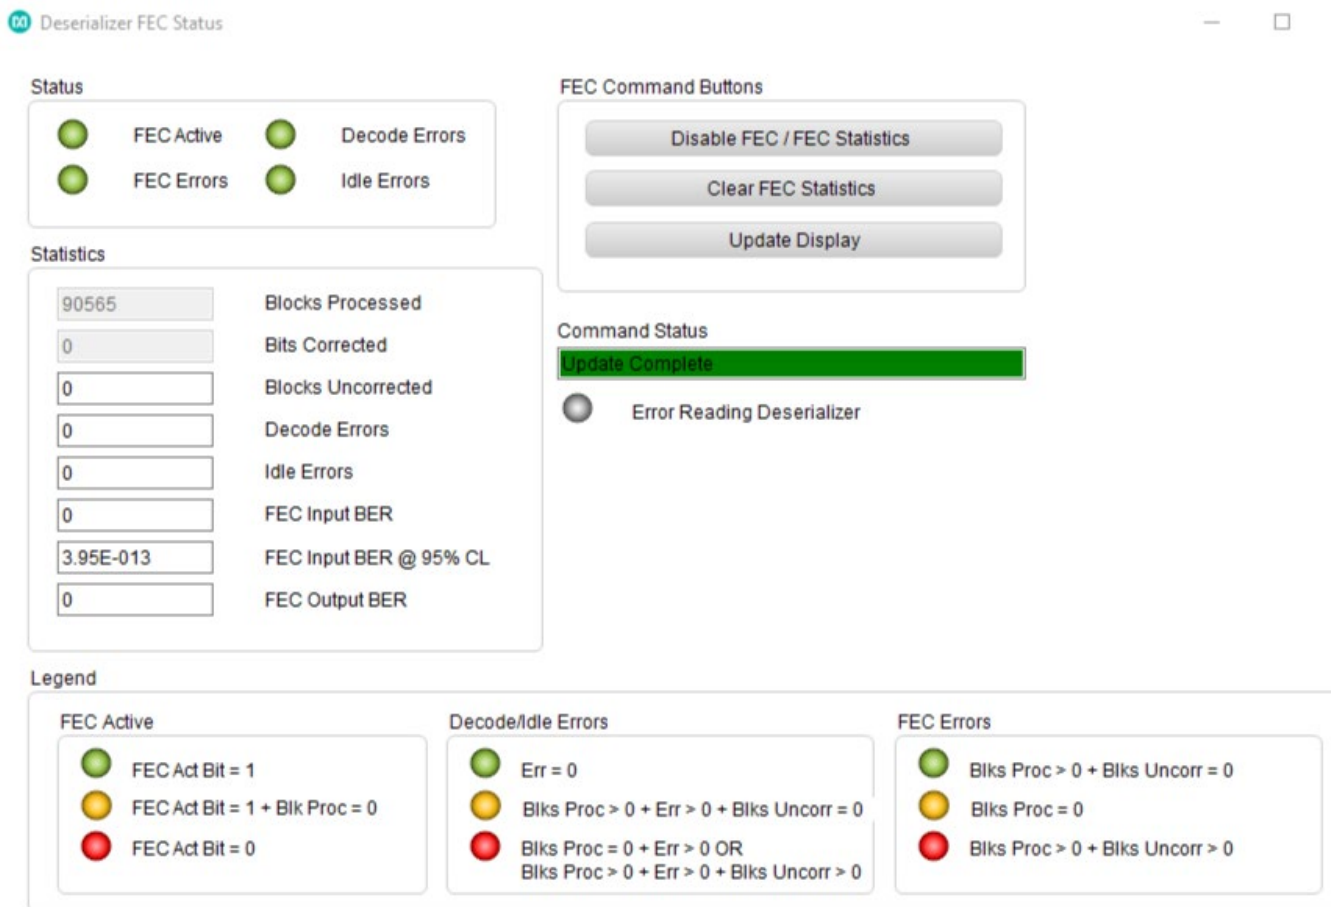 Deserializer FEC Status
Status
FEC Active
Decode Errors
FEC Errors
Idle Errors
FEC Command Buttons
Disable FEC / FEC Statistics
Clear FEC Statistics
Update Display
Statistics
90565 Blocks Processed
0 Bits Corrected
0 Blocks Uncorrected
0 Decode Errors
0 Idle Errors
0 FEC Input BER
3.95E-013 FEC Input BER @ 95% CL
0 FEC Output BER
Command Status
Update Complete
Error Reading Deserializer
Legend
FEC Active
FEC Act Bit = 1
FEC Act Bit = 1 + Blk Proc = 0
FEC Act Bit = 0
Decode/Idle Errors
Err = 0
Blks Proc > 0 + Err > 0 + Blks Uncorr = 0
Blks Proc = 0 + Err > 0 OR
Blks Proc > 0 + Err > 0 + Blks Uncorr > 0
FEC Errors
Blks Proc > 0 + Blks Uncorr = 0
Blks Proc = 0
Blks Proc > 0 + Blks Uncorr > 0